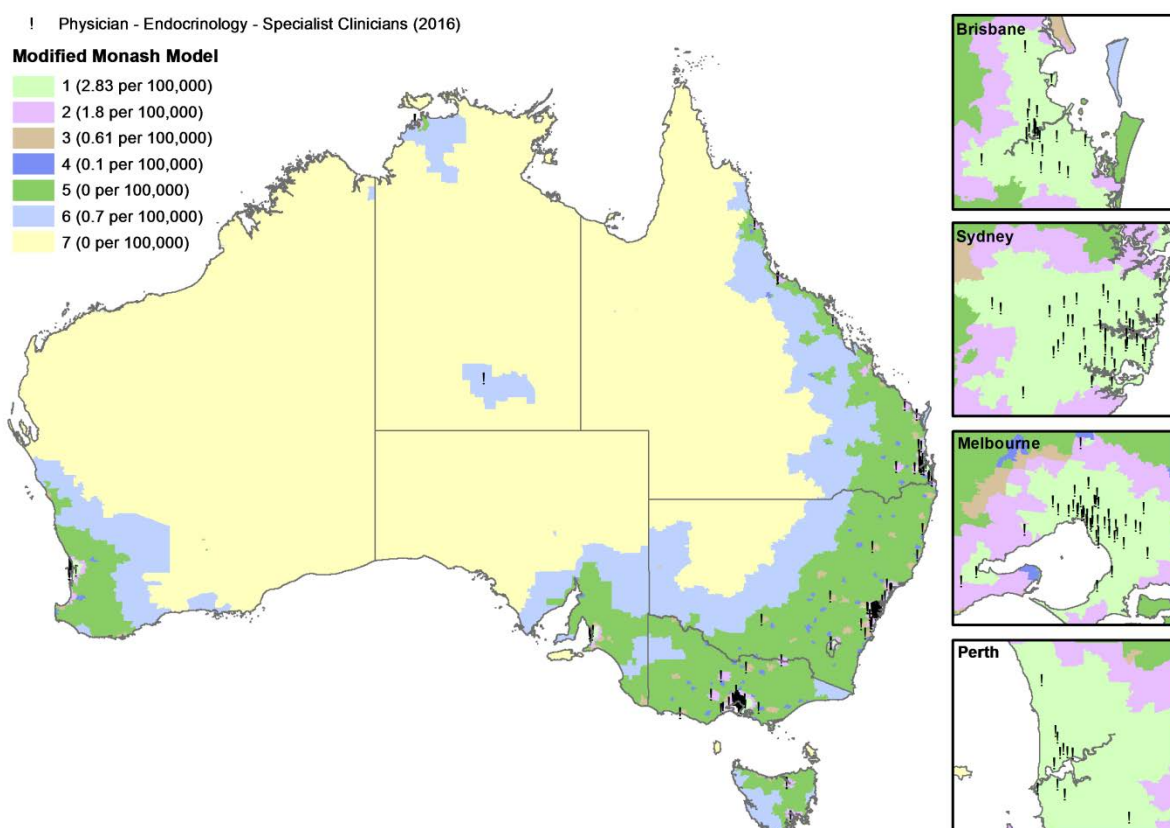 ! Physician - Endocrinology - Specialist Clinicians (2016)
Modified Monash Model
1 (2.83 per 100,000)
2 (1.8 per 100,000)
3 (0.61 per 100,000)
4 (0.1 per 100,000)
5 (0 per 100,000)
6 (0.7 per 100,000)
7 (0 per 100,000)
Brisbane
Sydney
Melbourne
Perth